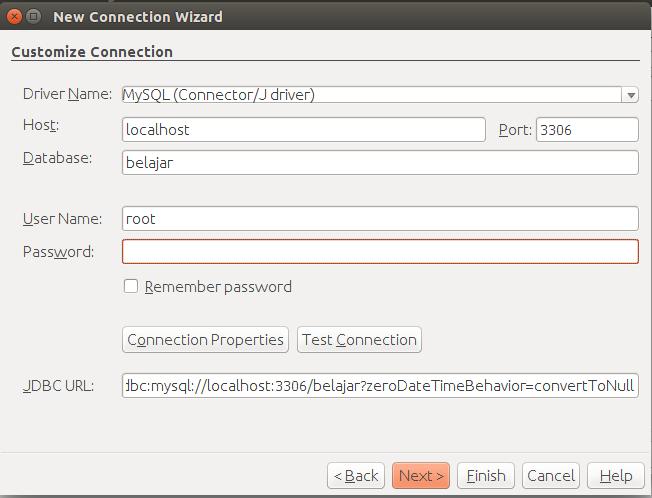 New Connection Wizard
Customize Connection
Driver Name: MySQL (Connector/J driver)
Host: localhost Port: 3306
Database: belajar
User Name: root
Password:
Remember password
Connection Properties Test Connection
JDBC URL: dbc:mysql://localhost:3306/belajar?zeroDateTimeBehavior=convertToNull
< Back Next > Finish Cancel Help